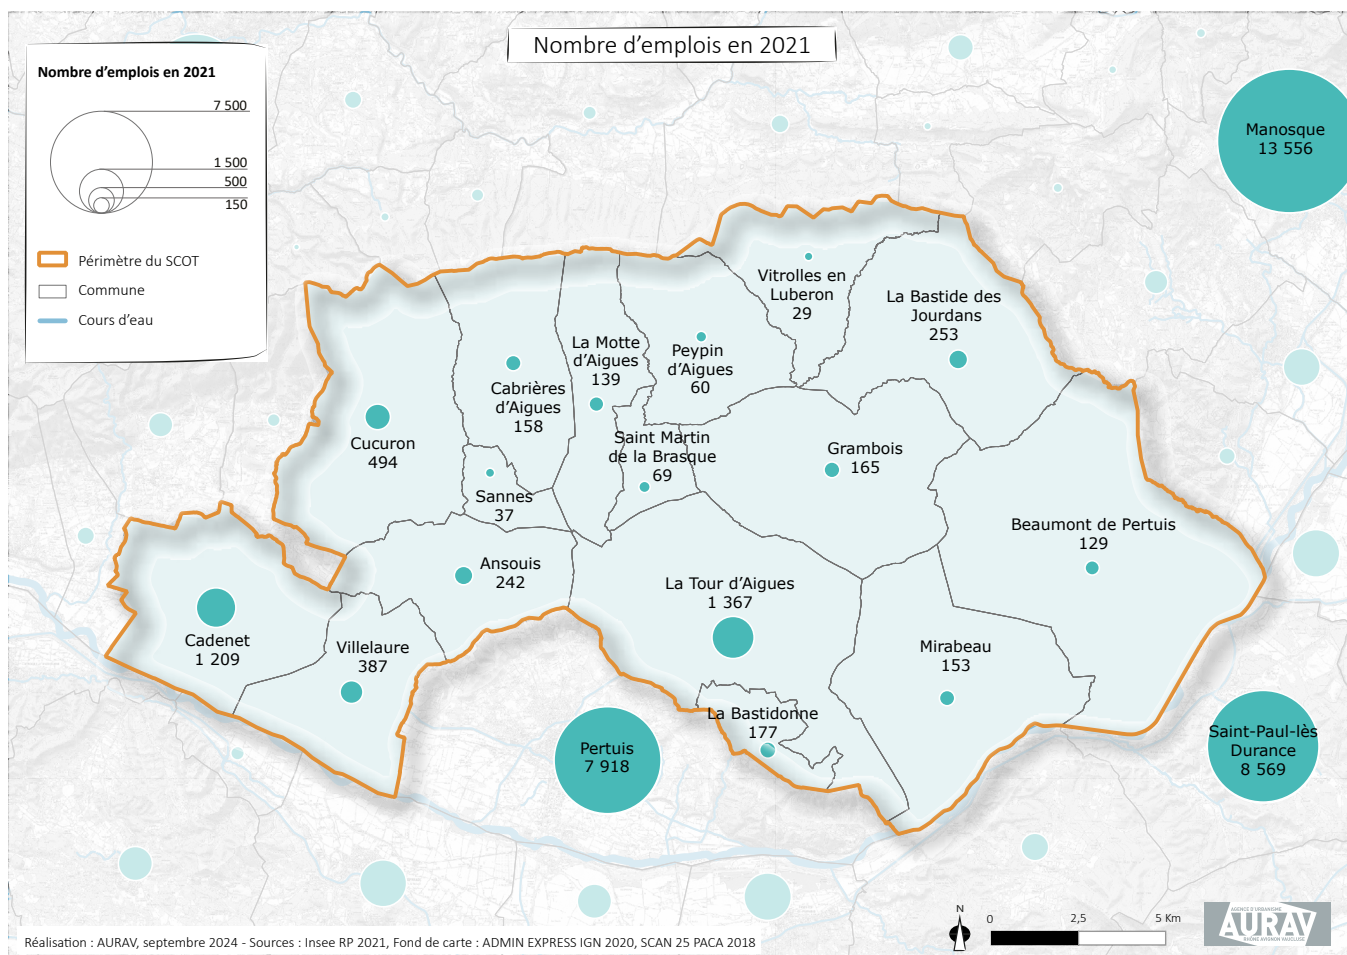 Nombre d'emplois en 2021
Nombre d'emplois en 2021
7 500
1 500
500
150
Périmètre du SCOT
Commune
Cours d'eau
Manosque
13 556
Vitrolles en
Luberon
29
La Bastide des
Jourdans
253
La Motte
d'Aigues
139
Peypin
d'Aigues
60
Cabrières
d'Aigues
158
Cucuron
494
Saint Martin
de la Brasque
69
Grambois
165
Sannes
37
Beaumont de Pertuis
129
Ansouis
242
La Tour d'Aigues
1 367
Cadenet
1 209
Villelaure
387
Mirabeau
153
La Bastidonne
177
Pertuis
7 918
Saint-Paul-lès
Durance
8 569
N
0 2,5 5 Km
AGENCE D'URBANISME
AURAV
RHÔNE AVIGNON VAUCLUSE
Réalisation : AURAV, septembre 2024 - Sources : Insee RP 2021, Fond de carte : ADMIN EXPRESS IGN 2020, SCAN 25 PACA 2018